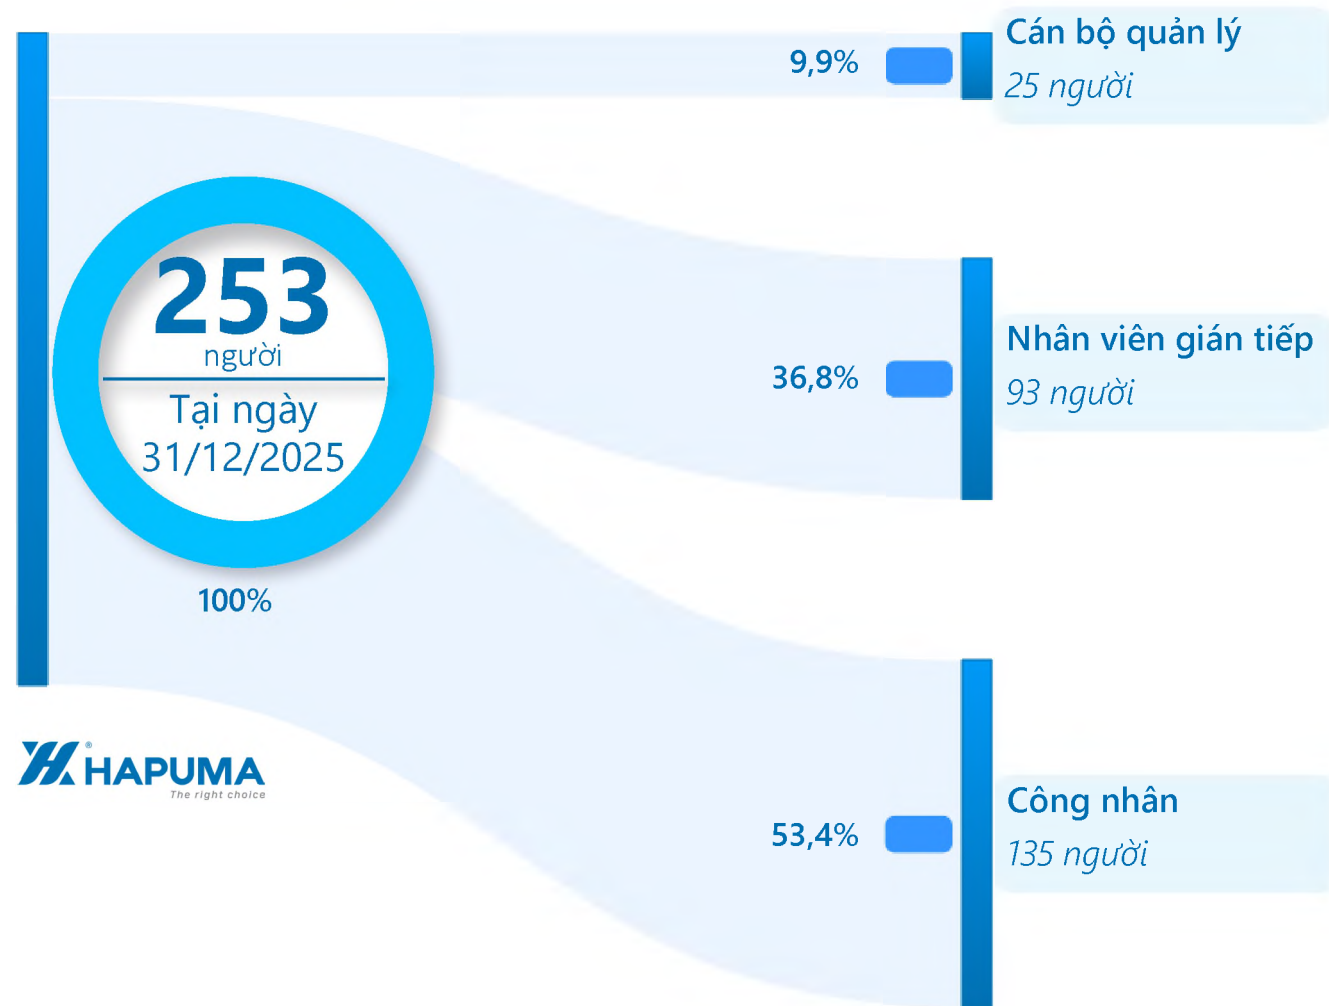 Cán bộ quản lý
9,9%
25 người
253
người
Tại ngày
31/12/2025
100%
Nhân viên gián tiếp
36,8%
93 người
HAPUMA®
The right choice
Công nhân
53,4%
135 người